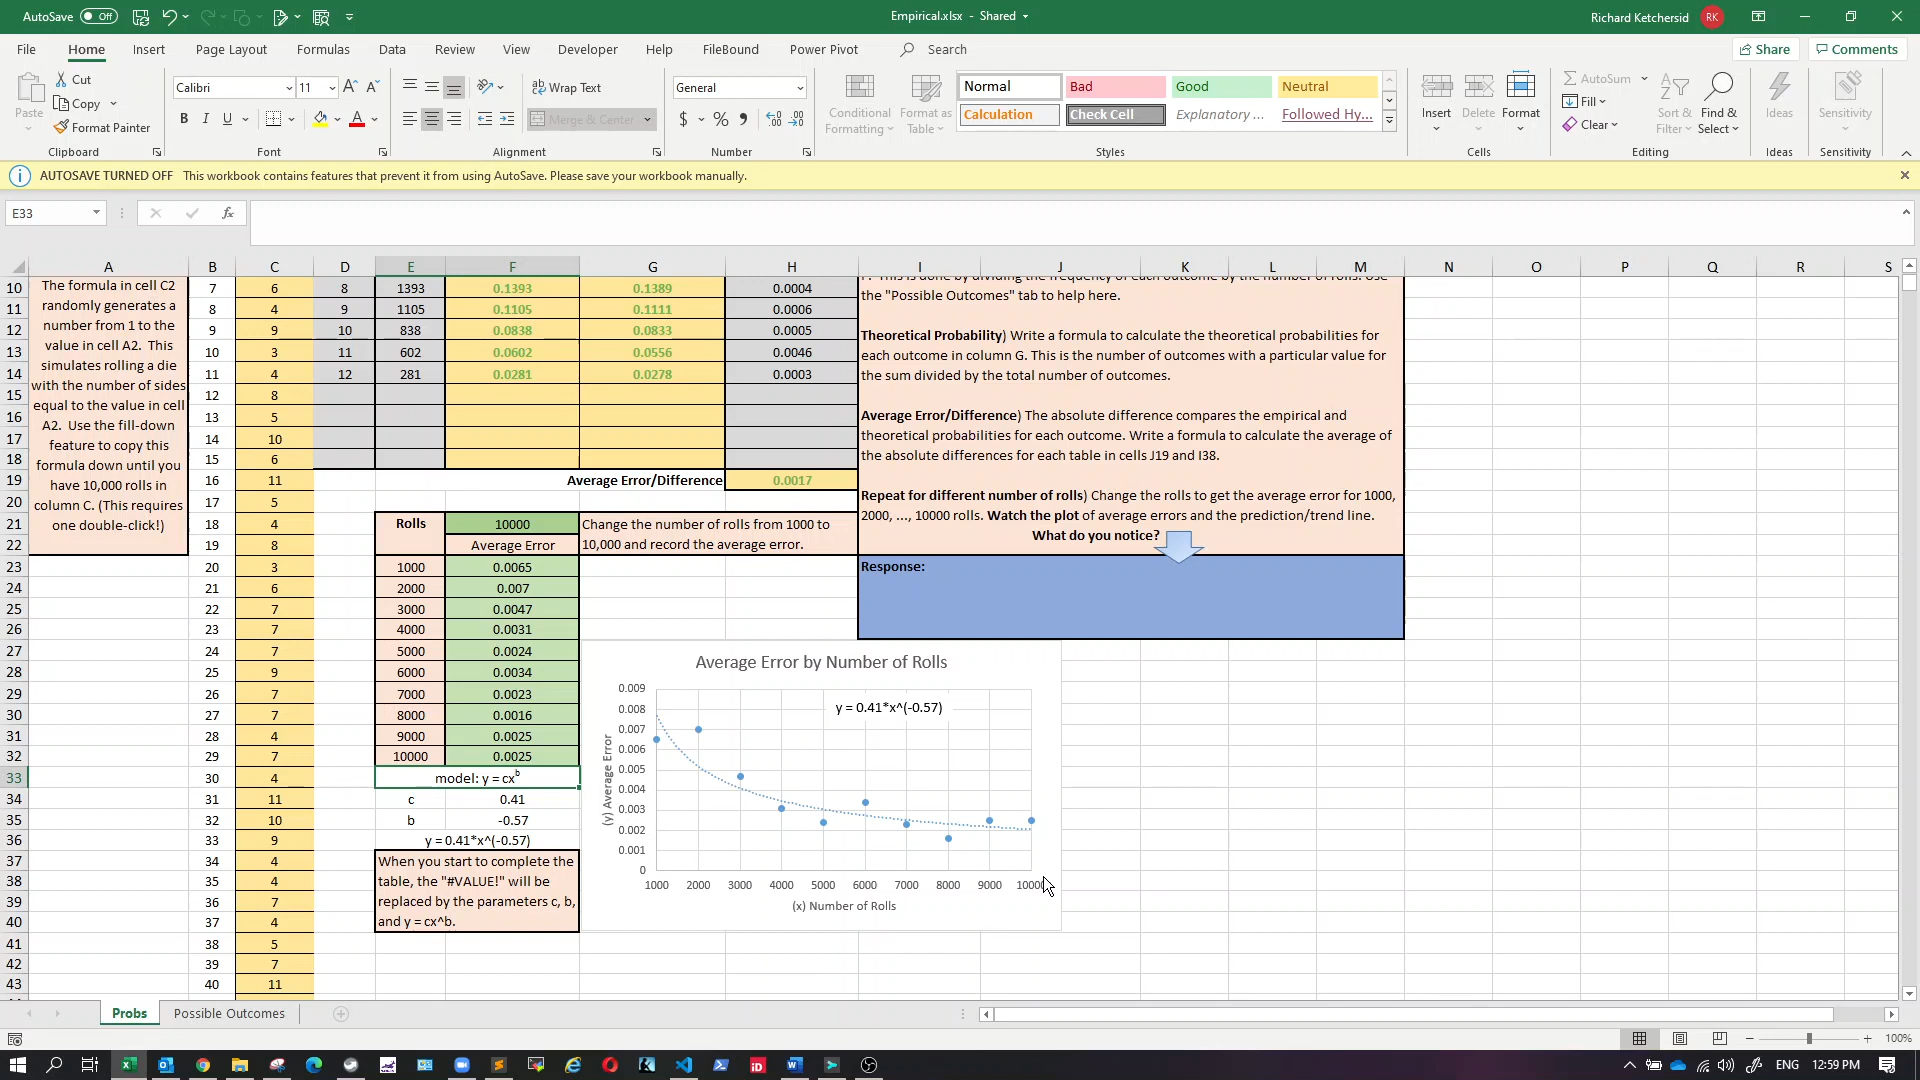 AutoSave Off
Empirical.xlsx - Shared
Richard Ketchersid RK
File Home Insert Page Layout Formulas Data Review View Developer Help FileBound Power Pivot Search
Share Comments
Paste
Cut
Copy
Format Painter
Clipboard
Calibri 11
B I U
Font
Wrap Text
Merge & Center
Alignment
General
$ % 9
Number
Conditional Formatting
Format as Table
Normal Bad Good Neutral
Calculation Check Cell Explanatory ... Followed Hy...
Styles
Insert Delete Format
Cells
AutoSum
Fill
Clear
Sort & Filter
Find & Select
Editing
Ideas
Ideas
Sensitivity
Sensitivity
AUTOSAVE TURNED OFF This workbook contains features that prevent it from using AutoSave. Please save your workbook manually.
E33 fx
A B C D E F G H I J K L M N O P Q R S
10 7 6 8 1393 0.1393 0.1389 0.0004
11 8 4 9 1105 0.1105 0.1111 0.0006
12 9 9 10 838 0.0838 0.0833 0.0005
13 10 3 11 602 0.0602 0.0556 0.0046
14 11 4 12 281 0.0281 0.0278 0.0003
15 12 8
16 13 5
17 14 10
18 15 6
19 16 11 Average Error/Difference 0.0017
20 17 5
21 18 4 Rolls 10000
22 19 8 Average Error
23 20 3 1000 0.0065
24 21 6 2000 0.007
25 22 7 3000 0.0047
26 23 7 4000 0.0031
27 24 7 5000 0.0024
28 25 9 6000 0.0034
29 26 7 7000 0.0023
30 27 7 8000 0.0016
31 28 4 9000 0.0025
32 29 7 10000 0.0025
33 30 4 model: y = cx^b
34 31 11 c 0.41
35 32 10 b -0.57
36 33 9 y = 0.41*x^(-0.57)
37 34 4
38 35 4
39 36 7
40 37 4
41 38 5
42 39 7
43 40 11
The formula in cell C2
randomly generates a
number from 1 to the
value in cell A2. This
simulates rolling a die
with the number of sides
equal to the value in cell
A2. Use the fill-down
feature to copy this
formula down until you
have 10,000 rolls in
column C. (This requires
one double-click!)
Change the number of rolls from 1000 to
10,000 and record the average error.
When you start to complete the
table, the "#VALUE!" will be
replaced by the parameters c, b,
and y = cx^b.
F. This is done by dividing the frequency of each outcome by the number of rolls. Use
the "Possible Outcomes" tab to help here.
Theoretical Probability) Write a formula to calculate the theoretical probabilities for
each outcome in column G. This is the number of outcomes with a particular value for
the sum divided by the total number of outcomes.
Average Error/Difference) The absolute difference compares the empirical and
theoretical probabilities for each outcome. Write a formula to calculate the average of
the absolute differences for each table in cells J19 and I38.
Repeat for different number of rolls) Change the rolls to get the average error for 1000,
2000, ..., 10000 rolls. Watch the plot of average errors and the prediction/trend line.
What do you notice?
Response:
Average Error by Number of Rolls
y = 0.41*x^(-0.57)
(y) Average Error
0.009
0.008
0.007
0.006
0.005
0.004
0.003
0.002
0.001
0
1000 2000 3000 4000 5000 6000 7000 8000 9000 10000
(x) Number of Rolls
Probs Possible Outcomes
100%
ENG 12:59 PM